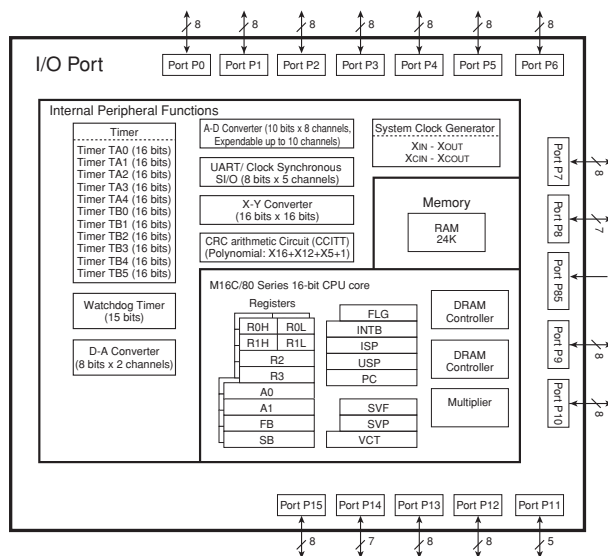 8 8 8 8 8 8 8
I/O Port
Port P0 Port P1 Port P2 Port P3 Port P4 Port P5 Port P6
Internal Peripheral Functions
Timer
Timer TA0 (16 bits)
Timer TA1 (16 bits)
Timer TA2 (16 bits)
Timer TA3 (16 bits)
Timer TA4 (16 bits)
Timer TB0 (16 bits)
Timer TB1 (16 bits)
Timer TB2 (16 bits)
Timer TB3 (16 bits)
Timer TB4 (16 bits)
Timer TB5 (16 bits)
Watchdog Timer
(15 bits)
D-A Converter
(8 bits x 2 channels)
A-D Converter (10 bits x 8 channels,
Expendable up to 10 channels)
UART/ Clock Synchronous
SI/O (8 bits x 5 channels)
X-Y Converter
(16 bits x 16 bits)
CRC arithmetic Circuit (CCITT)
(Polynomial: X16+X12+X5+1)
System Clock Generator
XIN - XOUT
XCIN - XCOUT
Memory
RAM
24K
M16C/80 Series 16-bit CPU core
Registers
R0H R0L
R1H R1L
R2
R3
A0
A1
FB
SB
FLG
INTB
ISP
USP
PC
SVF
SVP
VCT
DRAM
Controller
DRAM
Controller
Multiplier
Port P7
8
Port P8
7
Port P85
Port P9
8
Port P10
8
Port P15 Port P14 Port P13 Port P12 Port P11
8 7 8 8 5